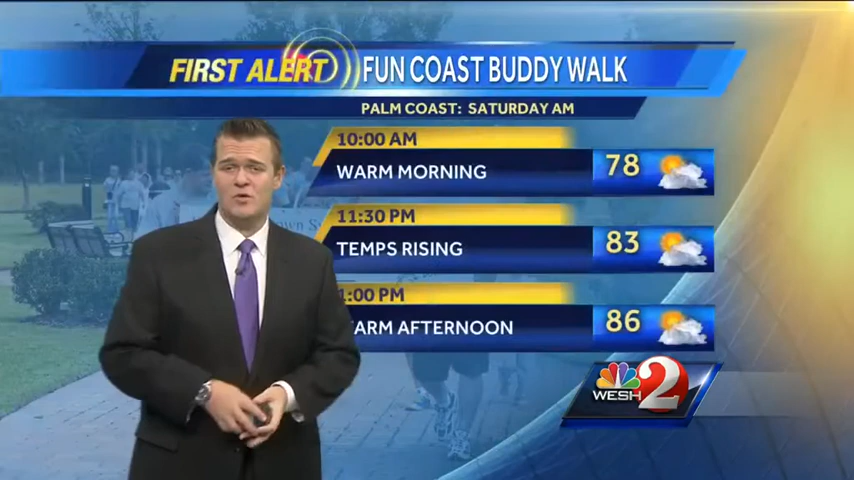 FIRST ALERT FUN COAST BUDDY WALK
PALM COAST: SATURDAY AM
10:00 AM
WARM MORNING 78
11:30 PM
TEMPS RISING 83
:00 PM
ARM AFTERNOON 86
WESH 2